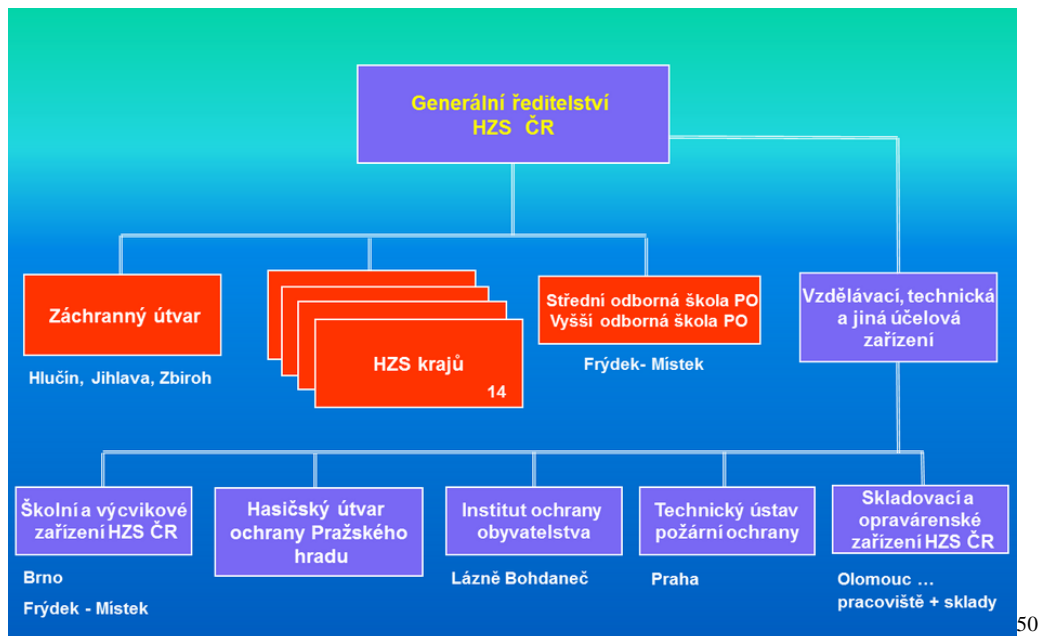 Generální ředitelství
HZS ČR
Záchranný útvar
Hlučín, Jihlava, Zbiroh
HZS krajů
14
Střední odborná škola PO
Vyšší odborná škola PO
Frýdek- Místek
Vzdělávací, technická
a jiná účelová
zařízení
Školní a výcvikové
zařízení HZS ČR
Brno
Frýdek - Místek
Hasičský útvar
ochrany Pražského
hradu
Institut ochrany
obyvatelstva
Lázně Bohdaneč
Technický ústav
požární ochrany
Praha
Skladovací a
opravárenské
zařízení HZS ČR
Olomouc ...
pracoviště + sklady
50